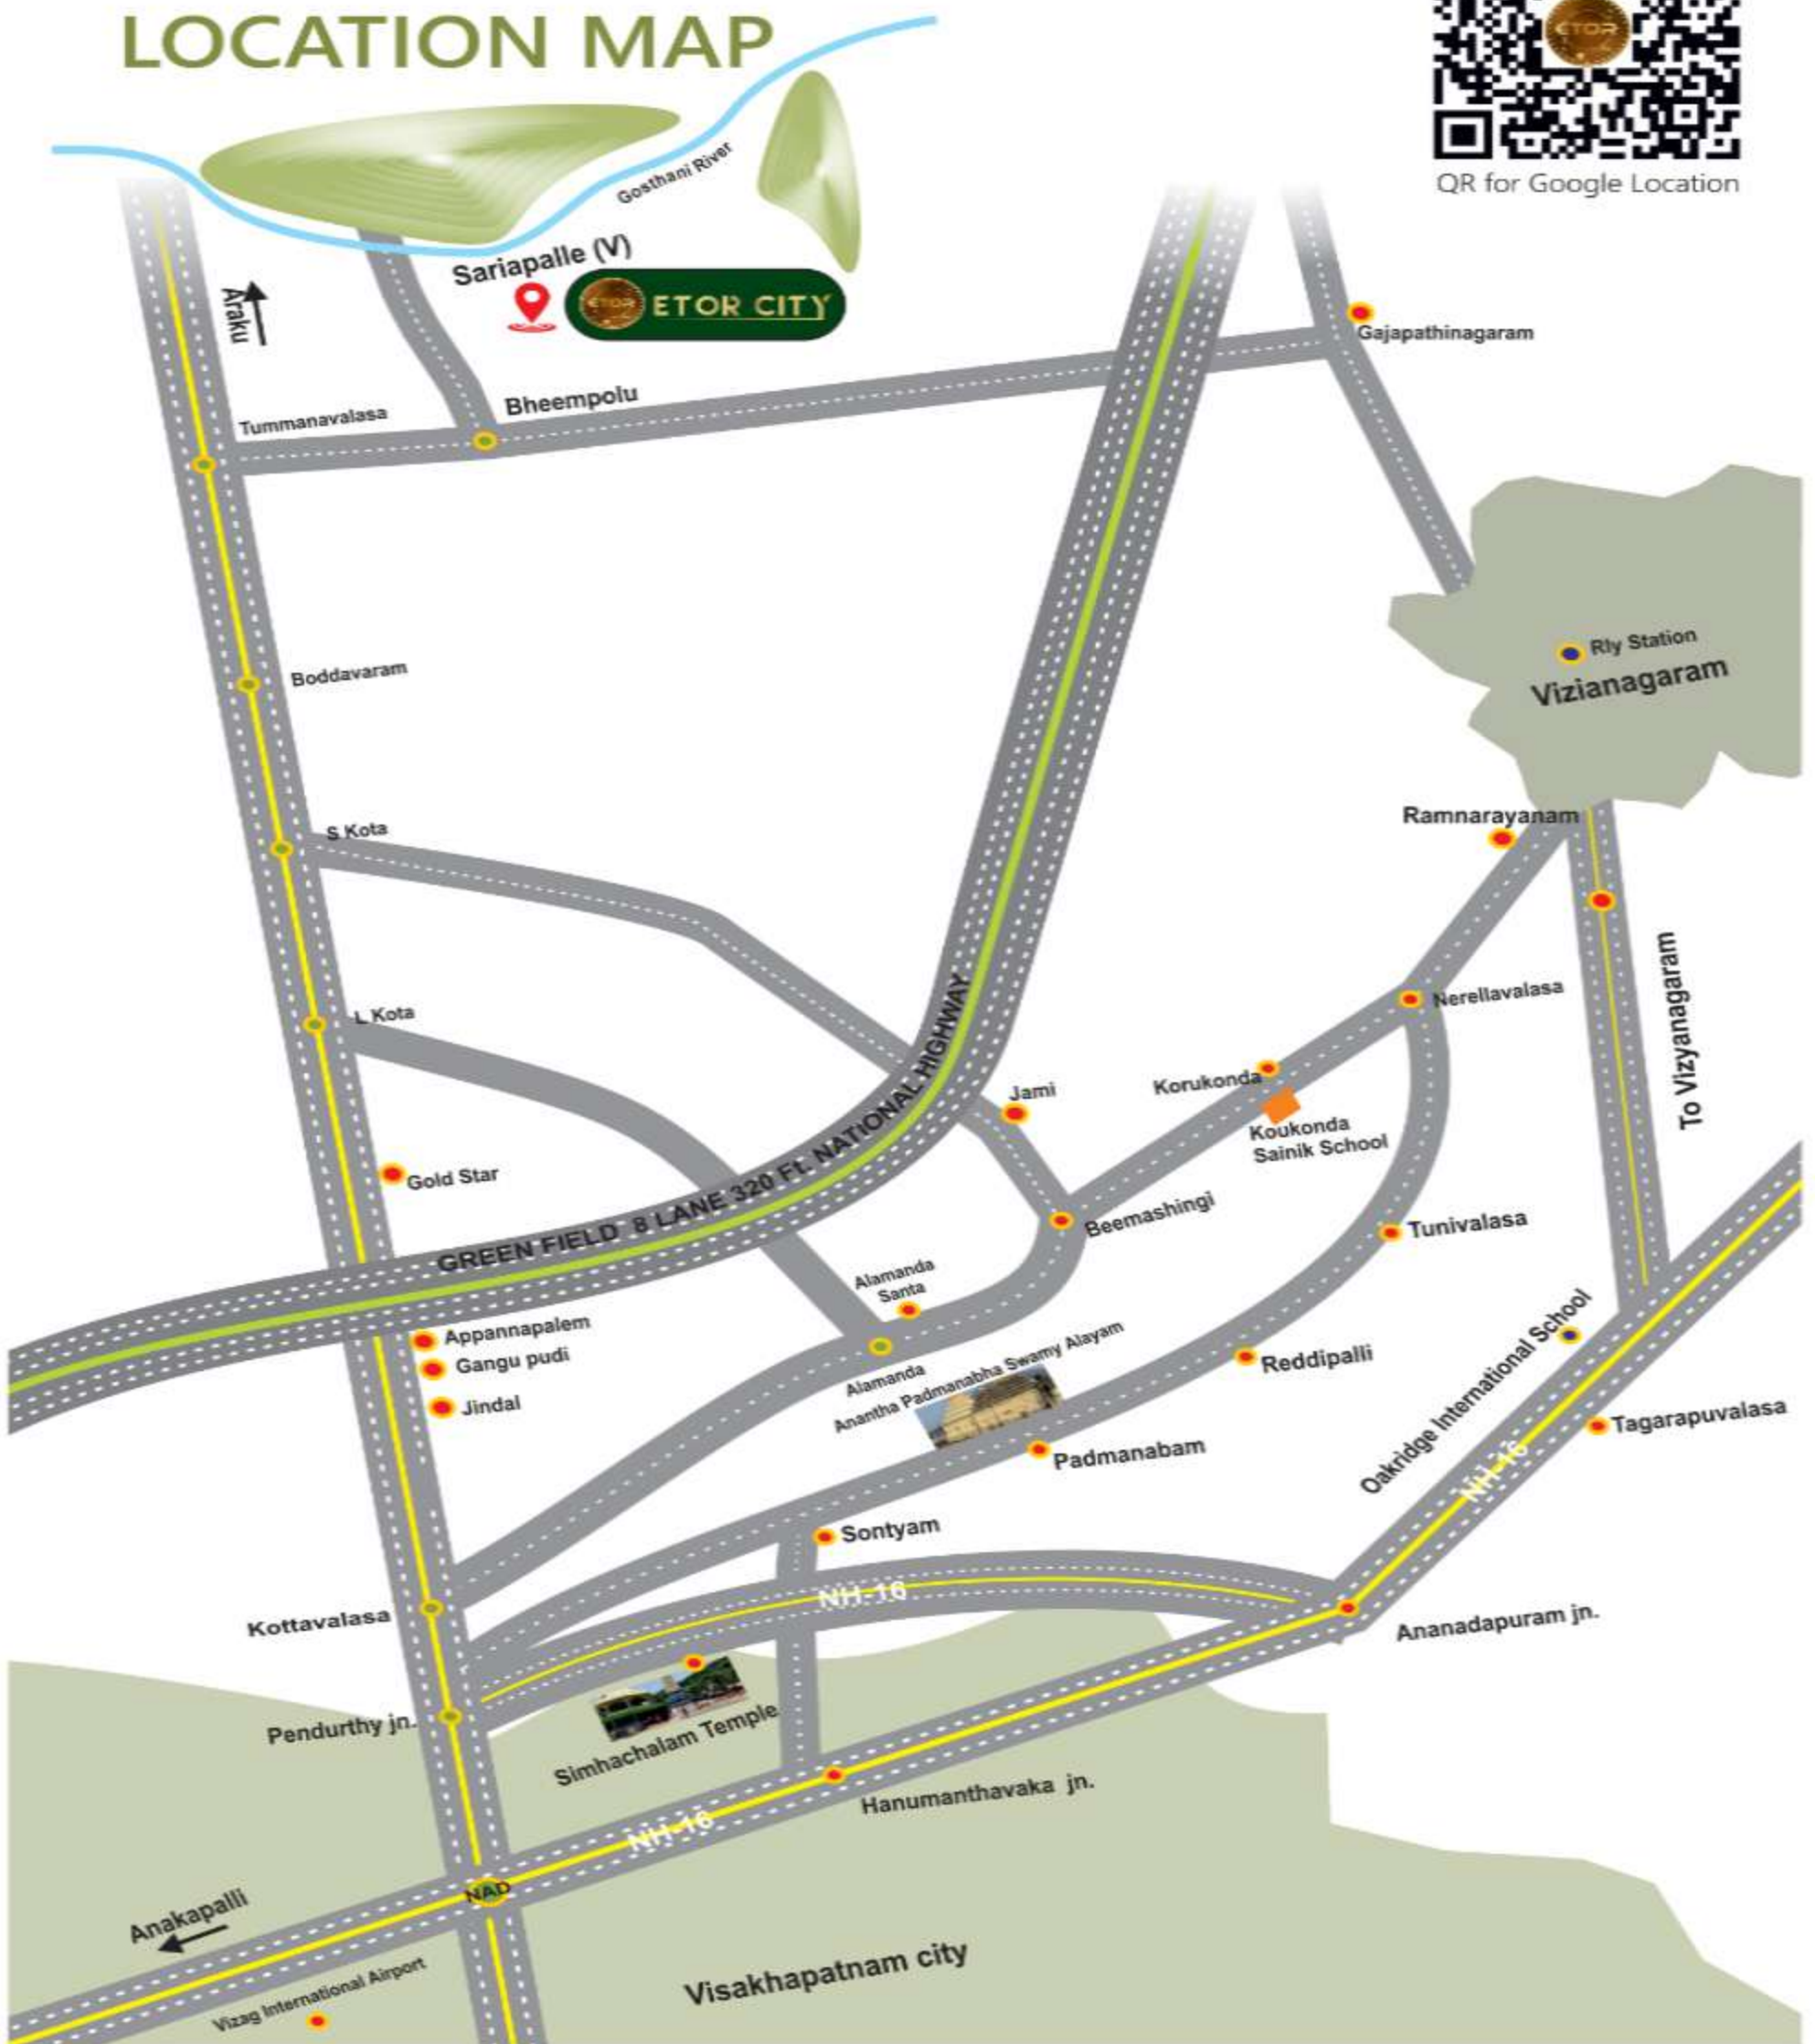 LOCATION MAP
ETOR
QR for Google Location
Gosthani River
Sariapalle (V)
ETOR
ETOR CITY
Araku
Gajapathinagaram
Bheempolu
Tummanavalasa
Rly Station
Vizianagaram
Boddavaram
Ramnarayanam
S Kota
Nerellavalasa
To Vizyanagaram
L Kota
Jami
Korukonda
Koukonda
Sainik School
Gold Star
GREEN FIELD 8 LANE 320 Ft. NATIONAL HIGHWAY
Beemashingi
Tunivalasa
Alamanda
Santa
Appannapalem
Gangu pudi
Jindal
Alamanda
Anantha Padmanabha Swamy Alayam
Reddipalli
Oakridge International School
Tagarapuvalasa
NH-16
Padmanabam
Sontyam
NH-16
Kottavalasa
Ananadapuram jn.
Pendurthy jn.
Simhachalam Temple
Hanumanthavaka jn.
NH-16
NAD
Anakapalli
Visakhapatnam city
Vizag International Airport